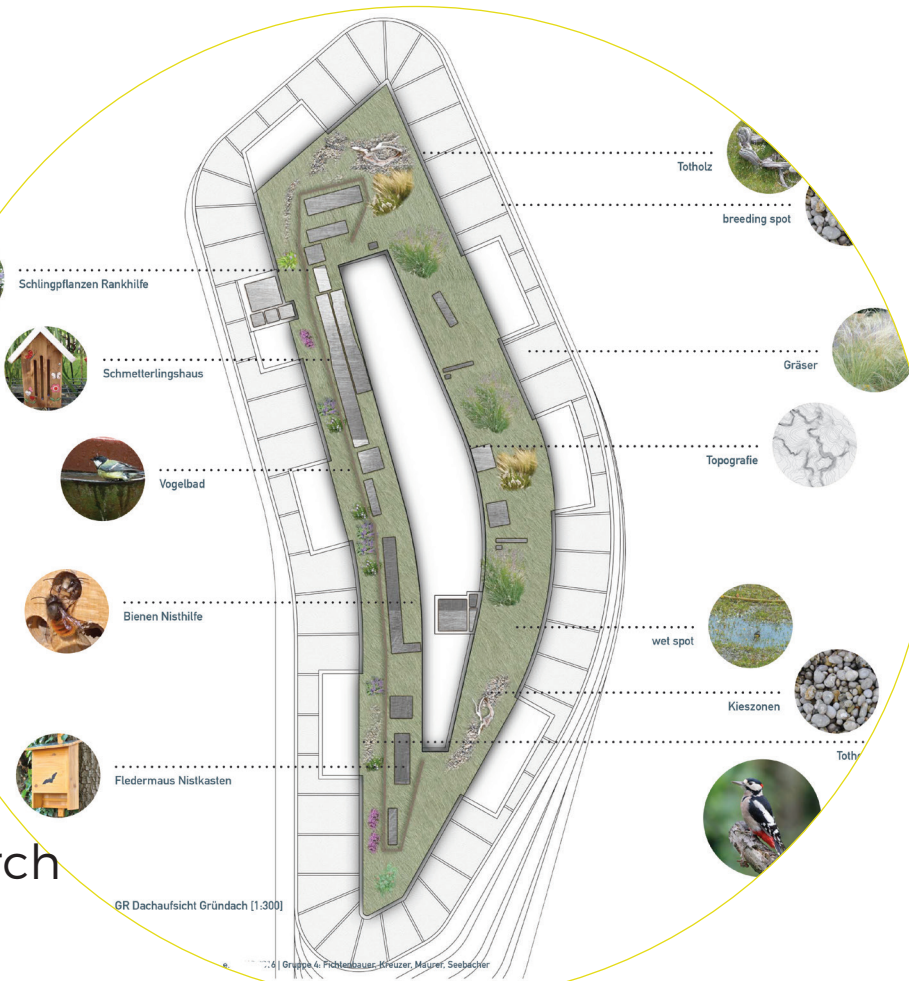 Totholz
breeding spot
Schlingpflanzen Rankhilfe
Schmetterlingshaus
Gräser
Topografie
Vogelbad
Bienen Nisthilfe
wet spot
Kieszonen
Fledermaus Nistkasten
rch
GR Dachaufsicht Gründach [1:300]
Gruppe 4: Fichtenbauer, Kreuzer, Maurer, Seebacher